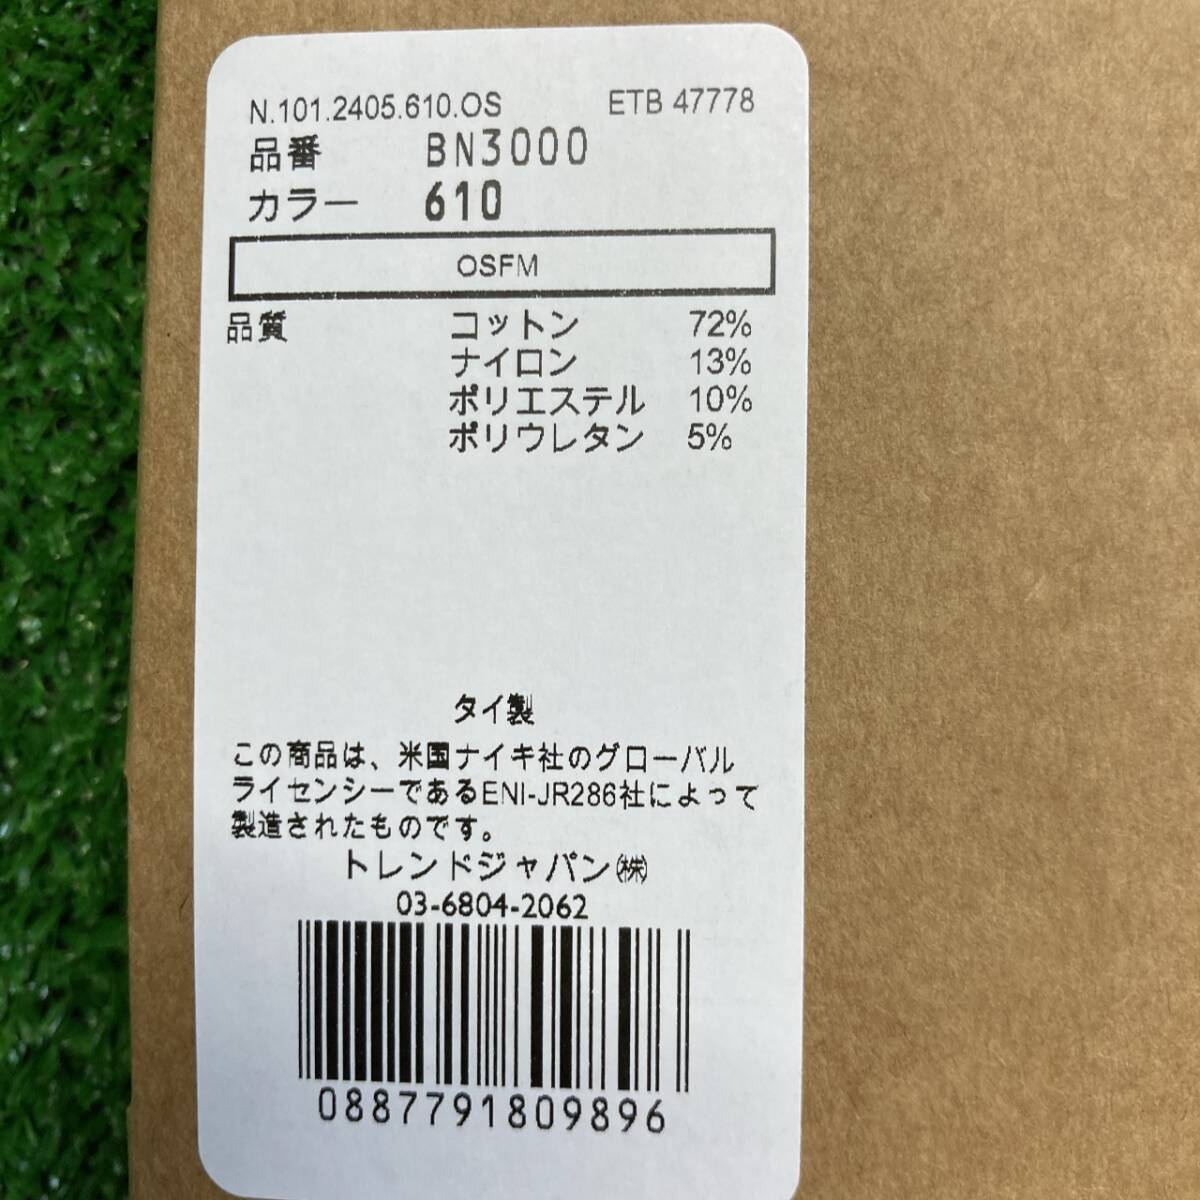 N.101.2405.610.OS ETB 47778
品番 BN3000
カラー 610
OSFM
品質 コットン 72%
ナイロン 13%
ポリエステル 10%
ポリウレタン 5%
タイ製
この商品は、米国ナイキ社のグローバル
ライセンシーであるENI-JR286社によって
製造されたものです。
トレンドジャパン㈱
03-6804-2062
0887791809896